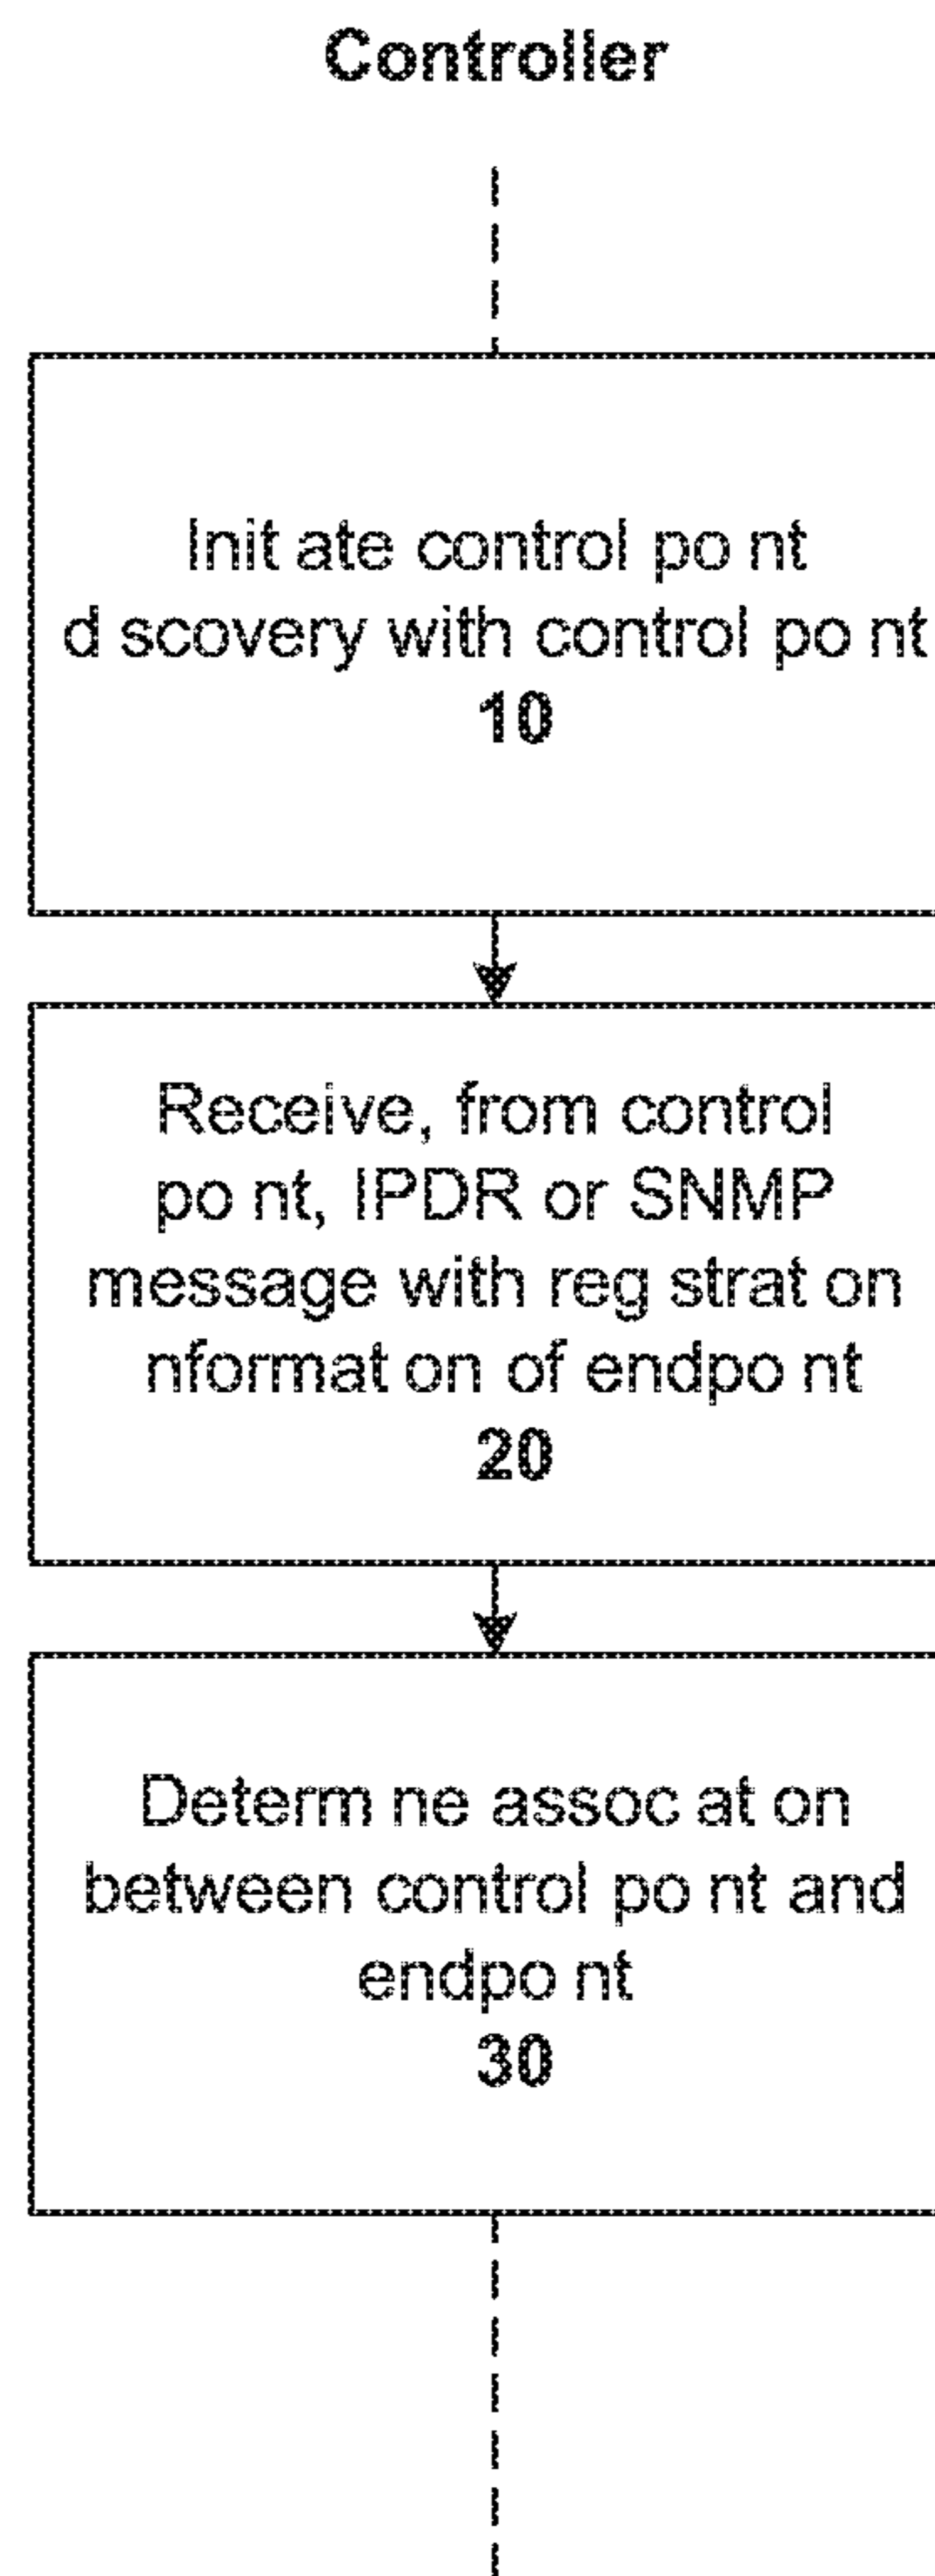 Controller
Init ate control po nt
d scovery with control po nt
10
Receive, from control
po nt, IPDR or SNMP
message with reg strat on
nformat on of endpo nt
20
Determ ne assoc at on
between control po nt and
endpo nt
30